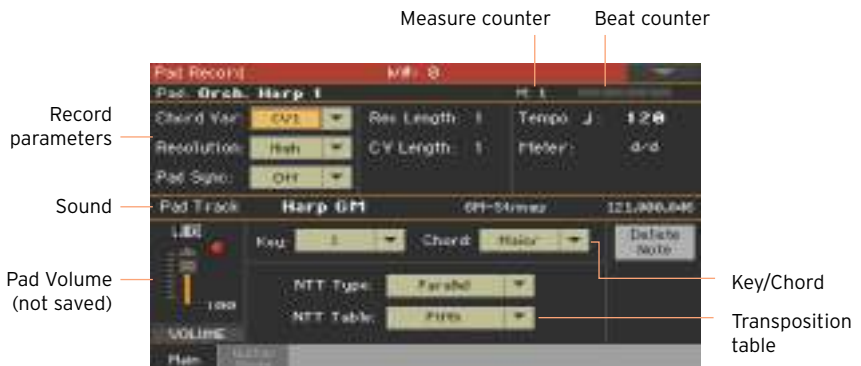 Measure counter Beat counter
Pad Record
Pad: Orch. Harp 1 M: 1
Record parameters
Chord Var: CV1 Rec Length: 1 Tempo ♩: 120
Resolution: High CV Length: 1 Meter: 4/4
Pad Sync: Off
Sound
Pad Track Harp GM 121.000.046
Key: Chord: Major Delete Note
Key/Chord
Pad Volume (not saved)
100
NTT Type: Parallel
NTT Table: Fifth
Transposition table
VOLUME
Main